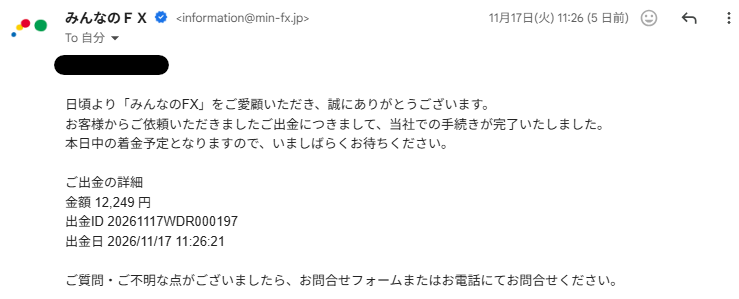 みんなのＦＸ <information@min-fx.jp> 11月17日(火) 11:26 (5 日前)
To 自分
日頃より「みんなのFX」をご愛顧いただき、誠にありがとうございます。
お客様からご依頼いただきましたご出金につきまして、当社での手続きが完了いたしました。
本日中の着金予定となりますので、いましばらくお待ちください。
ご出金の詳細
金額 12,249 円
出金ID 20261117WDR000197
出金日 2026/11/17 11:26:21
ご質問・ご不明な点がございましたら、お問合せフォームまたはお電話にてお問合せください。